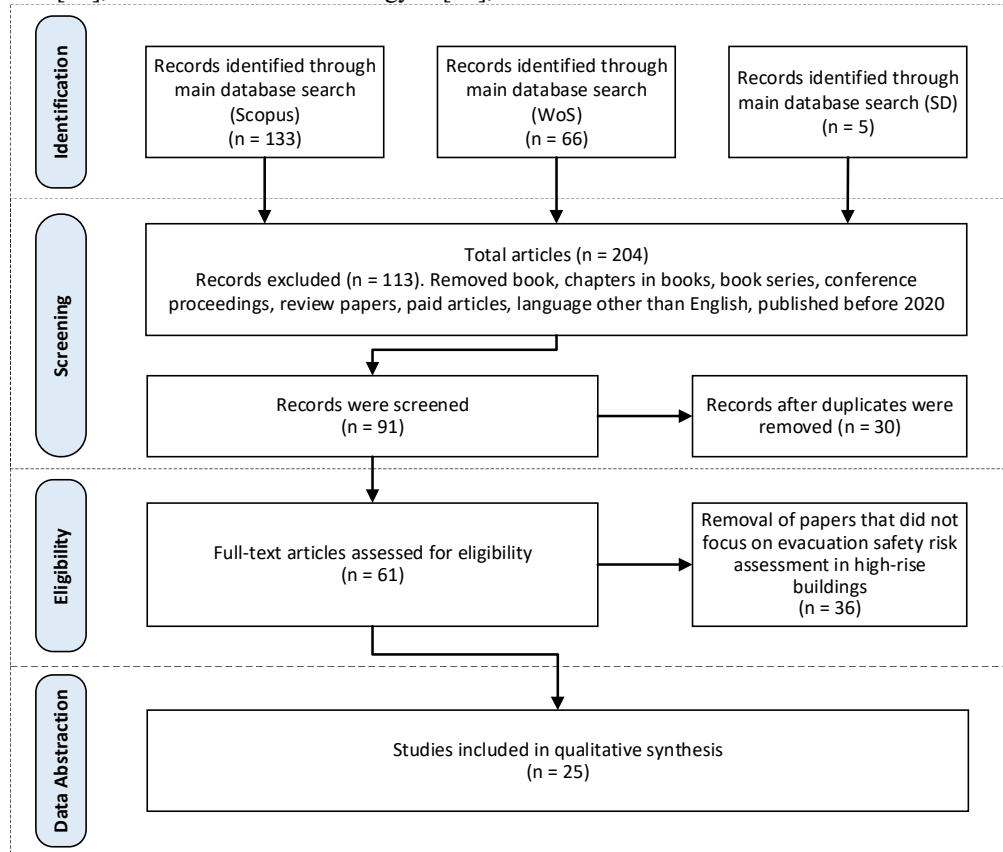 Identification
Records identified through
main database search
(Scopus)
(n = 133)
Records identified through
main database search
(WoS)
(n = 66)
Records identified through
main database search (SD)
(n = 5)
Screening
Total articles (n = 204)
Records excluded (n = 113). Removed book, chapters in books, book series, conference
proceedings, review papers, paid articles, language other than English, published before 2020
Records were screened
(n = 91)
Records after duplicates were
removed (n = 30)
Eligibility
Full-text articles assessed for eligibility
(n = 61)
Removal of papers that did not
focus on evacuation safety risk
assessment in high-rise
buildings
(n = 36)
Data Abstraction
Studies included in qualitative synthesis
(n = 25)